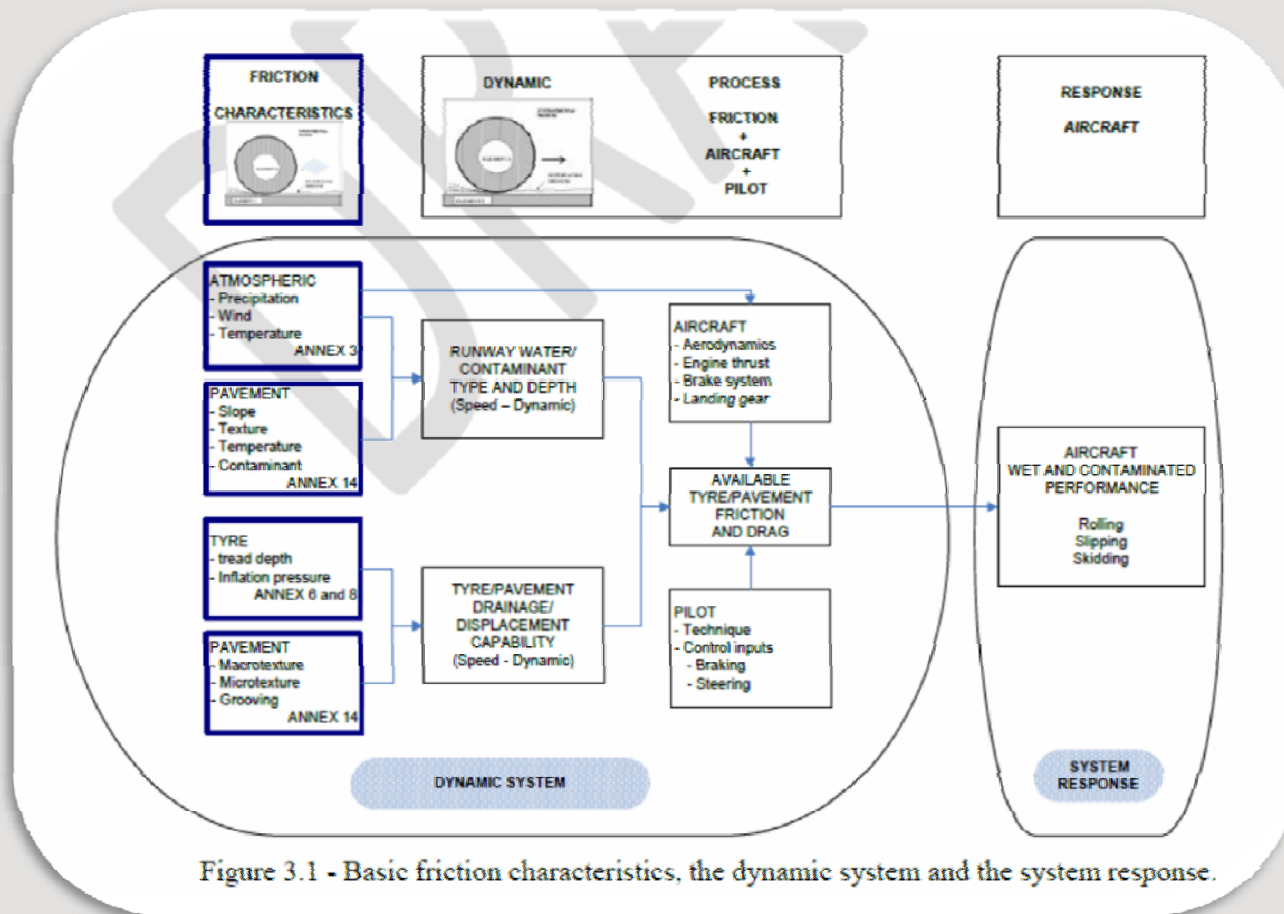 FRICTION
CHARACTERISTICS
DYNAMIC
PROCESS
FRICTION
+
AIRCRAFT
+
PILOT
RESPONSE
AIRCRAFT
ATMOSPHERIC
- Precipitation
- Wind
- Temperature
ANNEX 3
PAVEMENT
- Slope
- Texture
- Temperature
- Contaminant
ANNEX 14
TYRE
- tread depth
- Inflation pressure
ANNEX 6 and 8
PAVEMENT
- Macrotexture
- Microtexture
- Grooving
ANNEX 14
RUNWAY WATER/
CONTAMINANT
TYPE AND DEPTH
(Speed – Dynamic)
TYRE/PAVEMENT
DRAINAGE/
DISPLACEMENT
CAPABILITY
(Speed - Dynamic)
AIRCRAFT
- Aerodynamics
- Engine thrust
- Brake system
- Landing gear
AVAILABLE
TYRE/PAVEMENT
FRICTION
AND DRAG
PILOT
- Technique
- Control inputs
- Braking
- Steering
AIRCRAFT
WET AND CONTAMINATED
PERFORMANCE
Rolling
Slipping
Skidding
DYNAMIC SYSTEM
SYSTEM
RESPONSE
Figure 3.1 - Basic friction characteristics, the dynamic system and the system response.